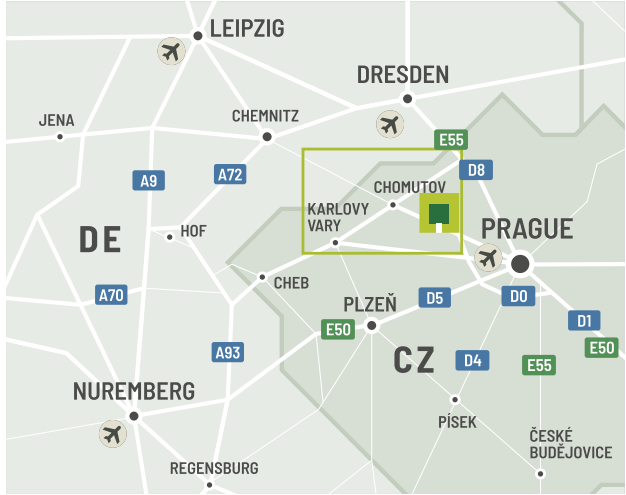 LEIPZIG
DRESDEN
JENA
CHEMNITZ
E55
D8
A9
A72
CHOMUTOV
KARLOVY
VARY
HOF
PRAGUE
DE
CHEB
A70
PLZEŇ
D5
D0
D1
E50
E50
A93
CZ
D4
E55
NUREMBERG
PÍSEK
ČESKÉ
BUDĚJOVICE
REGENSBURG